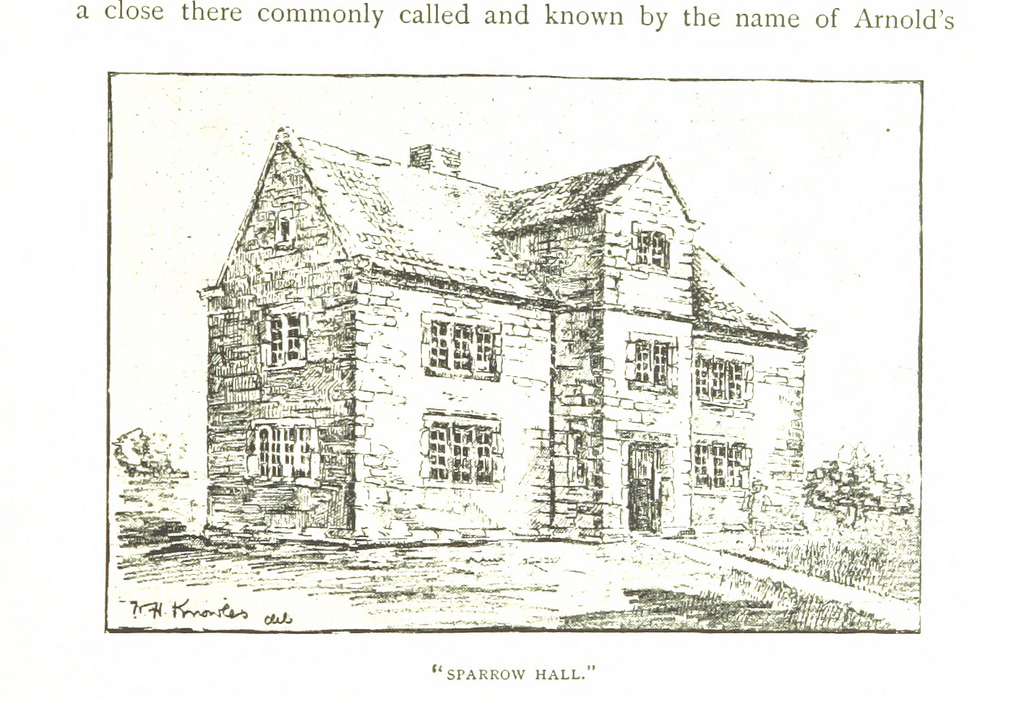 a close there commonly called and known by the name of Arnold's
W. H. Knowles del
"SPARROW HALL."